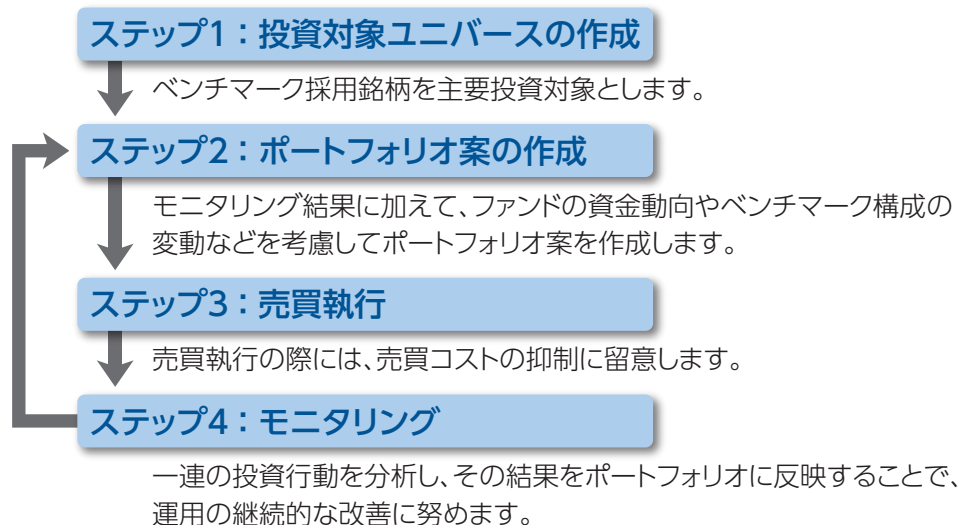 ステップ1：投資対象ユニバースの作成
ベンチマーク採用銘柄を主要投資対象とします。
ステップ2：ポートフォリオ案の作成
モニタリング結果に加えて、ファンドの資金動向やベンチマーク構成の
変動などを考慮してポートフォリオ案を作成します。
ステップ3：売買執行
売買執行の際には、売買コストの抑制に留意します。
ステップ4：モニタリング
一連の投資行動を分析し、その結果をポートフォリオに反映することで、
運用の継続的な改善に努めます。